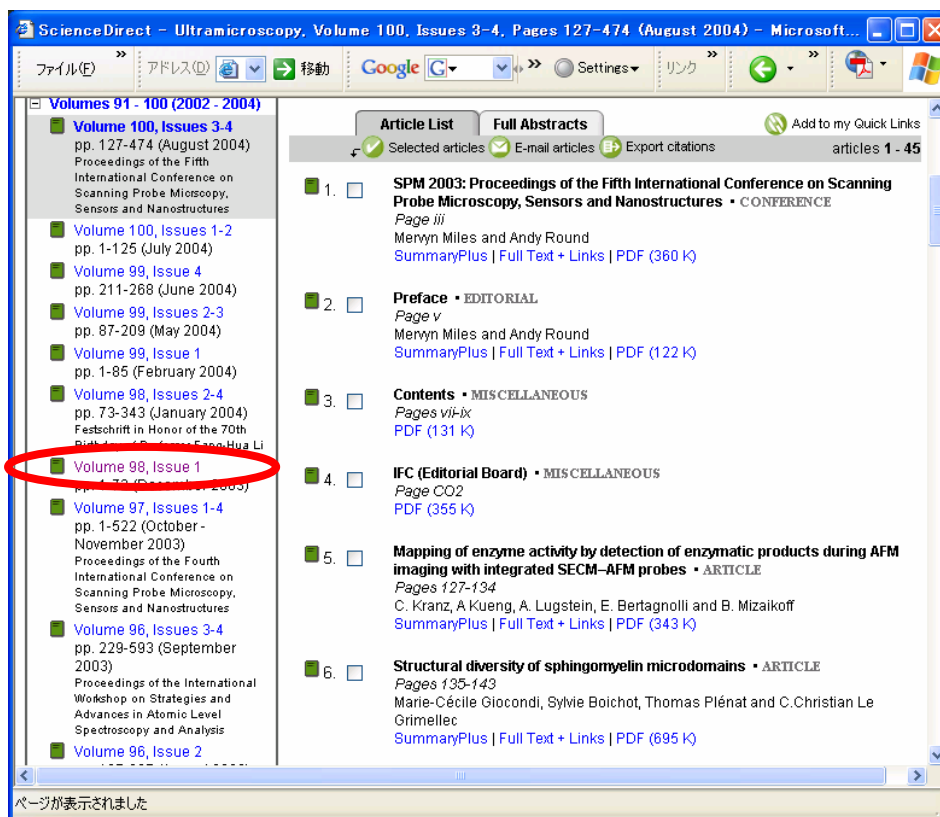 ScienceDirect - Ultramicroscopy, Volume 100, Issues 3-4, Pages 127-474 (August 2004) - Microsoft...
ファイル(F) » アドレス(D) 移動 Google G » Settings リンク » »
Volumes 91 - 100 (2002 - 2004)
Volume 100, Issues 3-4
pp. 127-474 (August 2004)
Proceedings of the Fifth
International Conference on
Scanning Probe Micrscopy,
Sensors and Nanostructures
Volume 100, Issues 1-2
pp. 1-125 (July 2004)
Volume 99, Issue 4
pp. 211-268 (June 2004)
Volume 99, Issues 2-3
pp. 87-209 (May 2004)
Volume 99, Issue 1
pp. 1-85 (February 2004)
Volume 98, Issues 2-4
pp. 73-343 (January 2004)
Festschrift in Honor of the 70th
Birthday of Professor Fang-Hua Li
Volume 98, Issue 1
pp. 1-72 (December 2003)
Volume 97, Issues 1-4
pp. 1-522 (October -
November 2003)
Proceedings of the Fourth
International Conference on
Scanning Probe Microscopy,
Sensors and Nanostructures
Volume 96, Issues 3-4
pp. 229-593 (September
2003)
Proceedings of the International
Workshop on Strategies and
Advances in Atomic Level
Spectroscopy and Analysis
Volume 96, Issue 2
Article List Full Abstracts Add to my Quick Links
Selected articles E-mail articles Export citations articles 1 - 45
1. SPM 2003: Proceedings of the Fifth International Conference on Scanning
Probe Microscopy, Sensors and Nanostructures • CONFERENCE
Page iii
Mervyn Miles and Andy Round
SummaryPlus | Full Text + Links | PDF (360 K)
2. Preface • EDITORIAL
Page v
Mervyn Miles and Andy Round
SummaryPlus | Full Text + Links | PDF (122 K)
3. Contents • MISCELLANEOUS
Pages vii-ix
PDF (131 K)
4. IFC (Editorial Board) • MISCELLANEOUS
Page CO2
PDF (355 K)
5. Mapping of enzyme activity by detection of enzymatic products during AFM
imaging with integrated SECM–AFM probes • ARTICLE
Pages 127-134
C. Kranz, A Kueng, A. Lugstein, E. Bertagnolli and B. Mizaikoff
SummaryPlus | Full Text + Links | PDF (343 K)
6. Structural diversity of sphingomyelin microdomains • ARTICLE
Pages 135-143
Marie-Cécile Giocondi, Sylvie Boichot, Thomas Plénat and C.Christian Le
Grimellec
SummaryPlus | Full Text + Links | PDF (695 K)
ページが表示されました